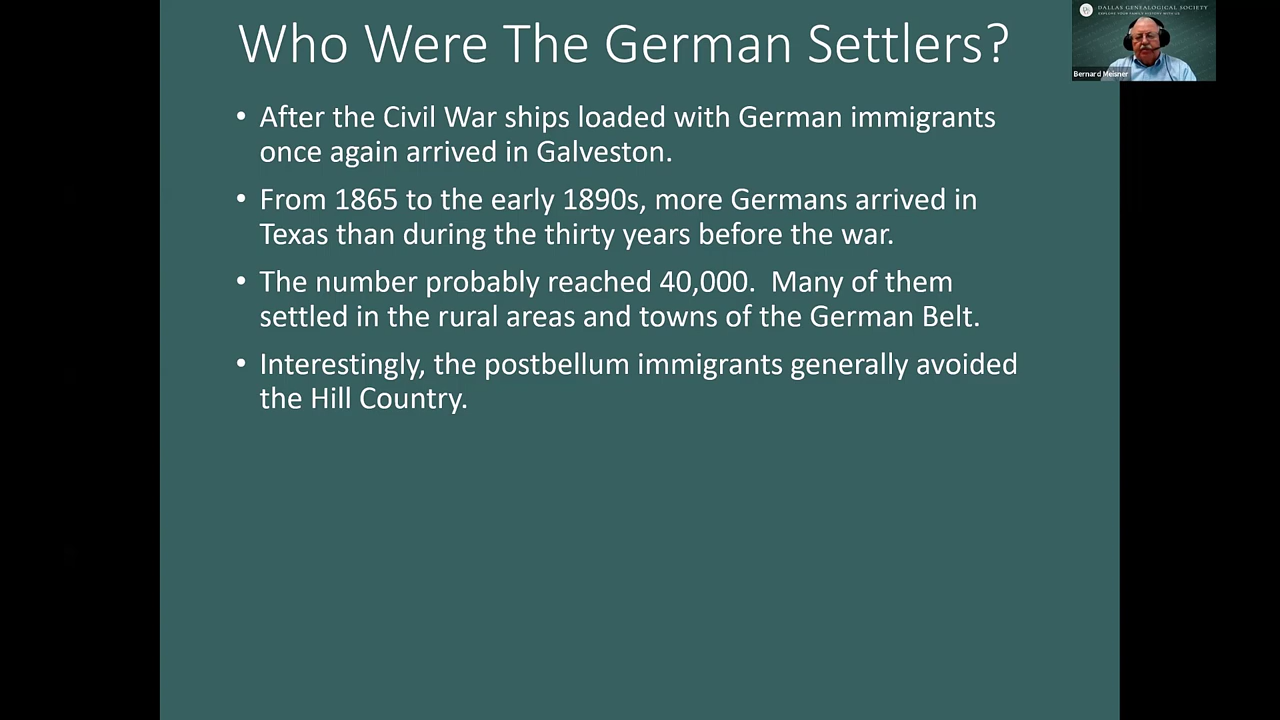 Who Were The German Settlers?
• After the Civil War ships loaded with German immigrants
once again arrived in Galveston.
• From 1865 to the early 1890s, more Germans arrived in
Texas than during the thirty years before the war.
• The number probably reached 40,000.  Many of them
settled in the rural areas and towns of the German Belt.
• Interestingly, the postbellum immigrants generally avoided
the Hill Country.
DALLAS GENEALOGICAL SOCIETY
Bernard Meisner